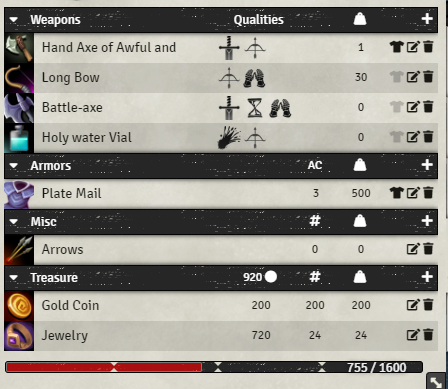 Weapons Qualities
Hand Axe of Awful and 1
Long Bow 30
Battle-axe 0
Holy water Vial 0
Armors AC
Plate Mail 3 500
Misc #
Arrows 0 0
Treasure 920 #
Gold Coin 200 200 200
Jewelry 720 24 24
755 / 1600